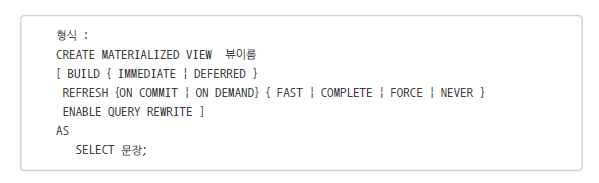 형식 :
CREATE MATERIALIZED VIEW 뷰이름
[ BUILD { IMMEDIATE ¦ DEFERRED }
REFRESH {ON COMMIT ¦ ON DEMAND} { FAST ¦ COMPLETE ¦ FORCE ¦ NEVER }
ENABLE QUERY REWRITE ]
AS
SELECT 문장;